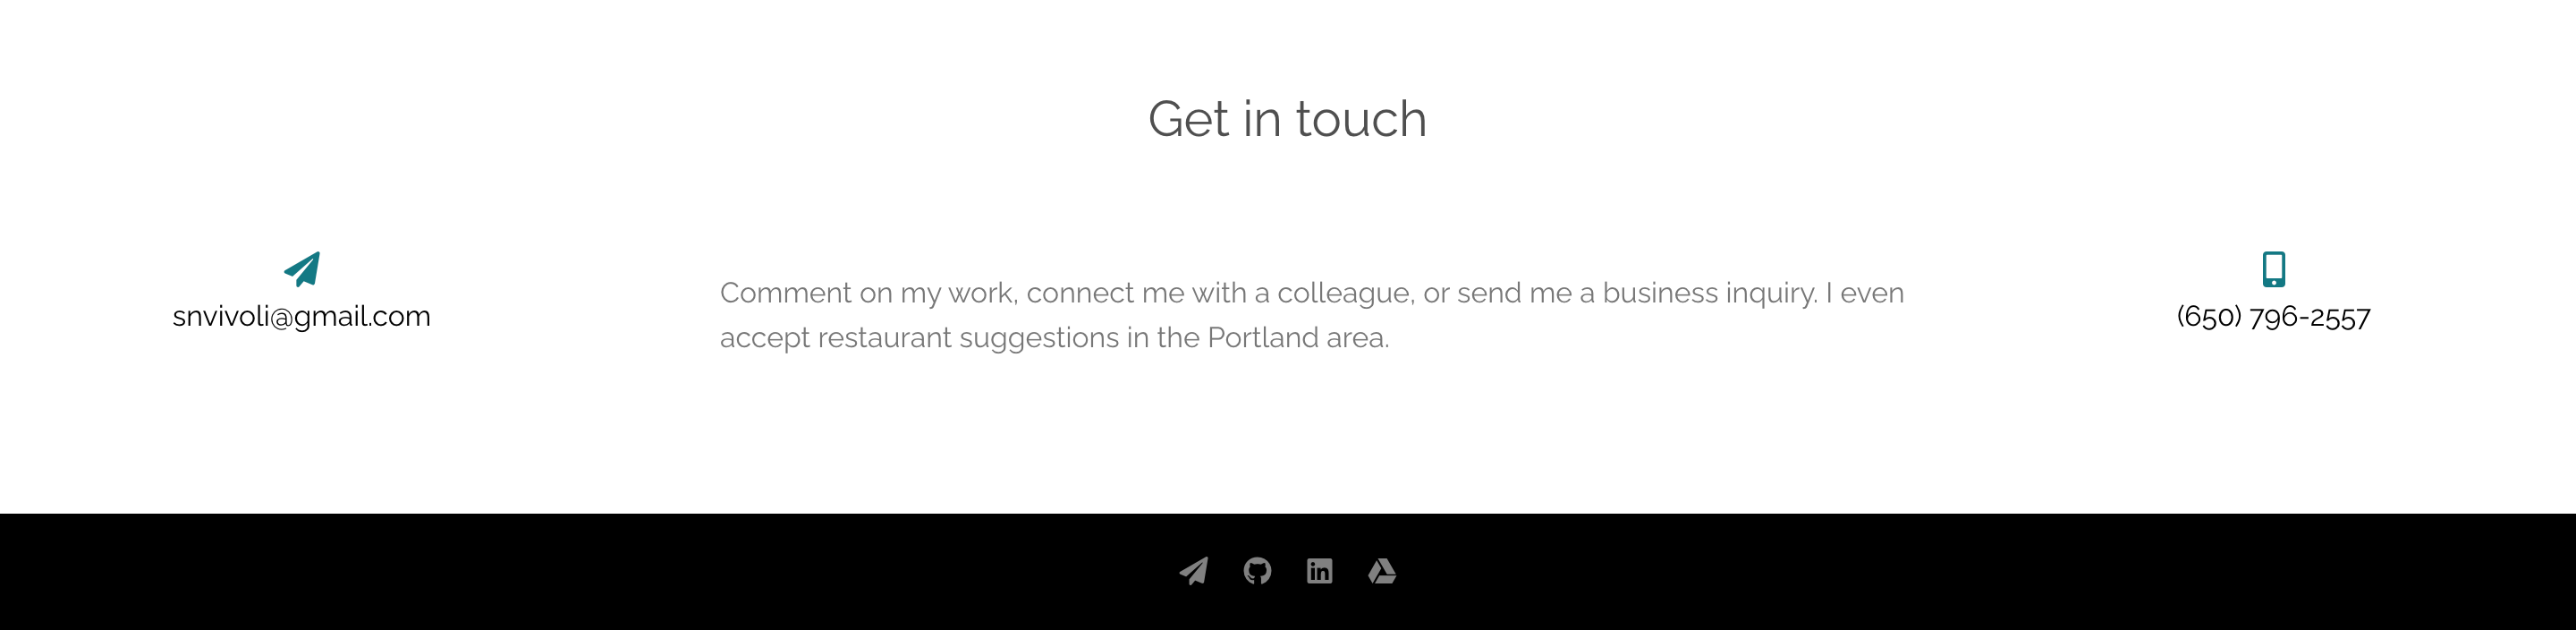 Get in touch
snvivoli@gmail.com
Comment on my work, connect me with a colleague, or send me a business inquiry. I even
accept restaurant suggestions in the Portland area.
(650) 796-2557